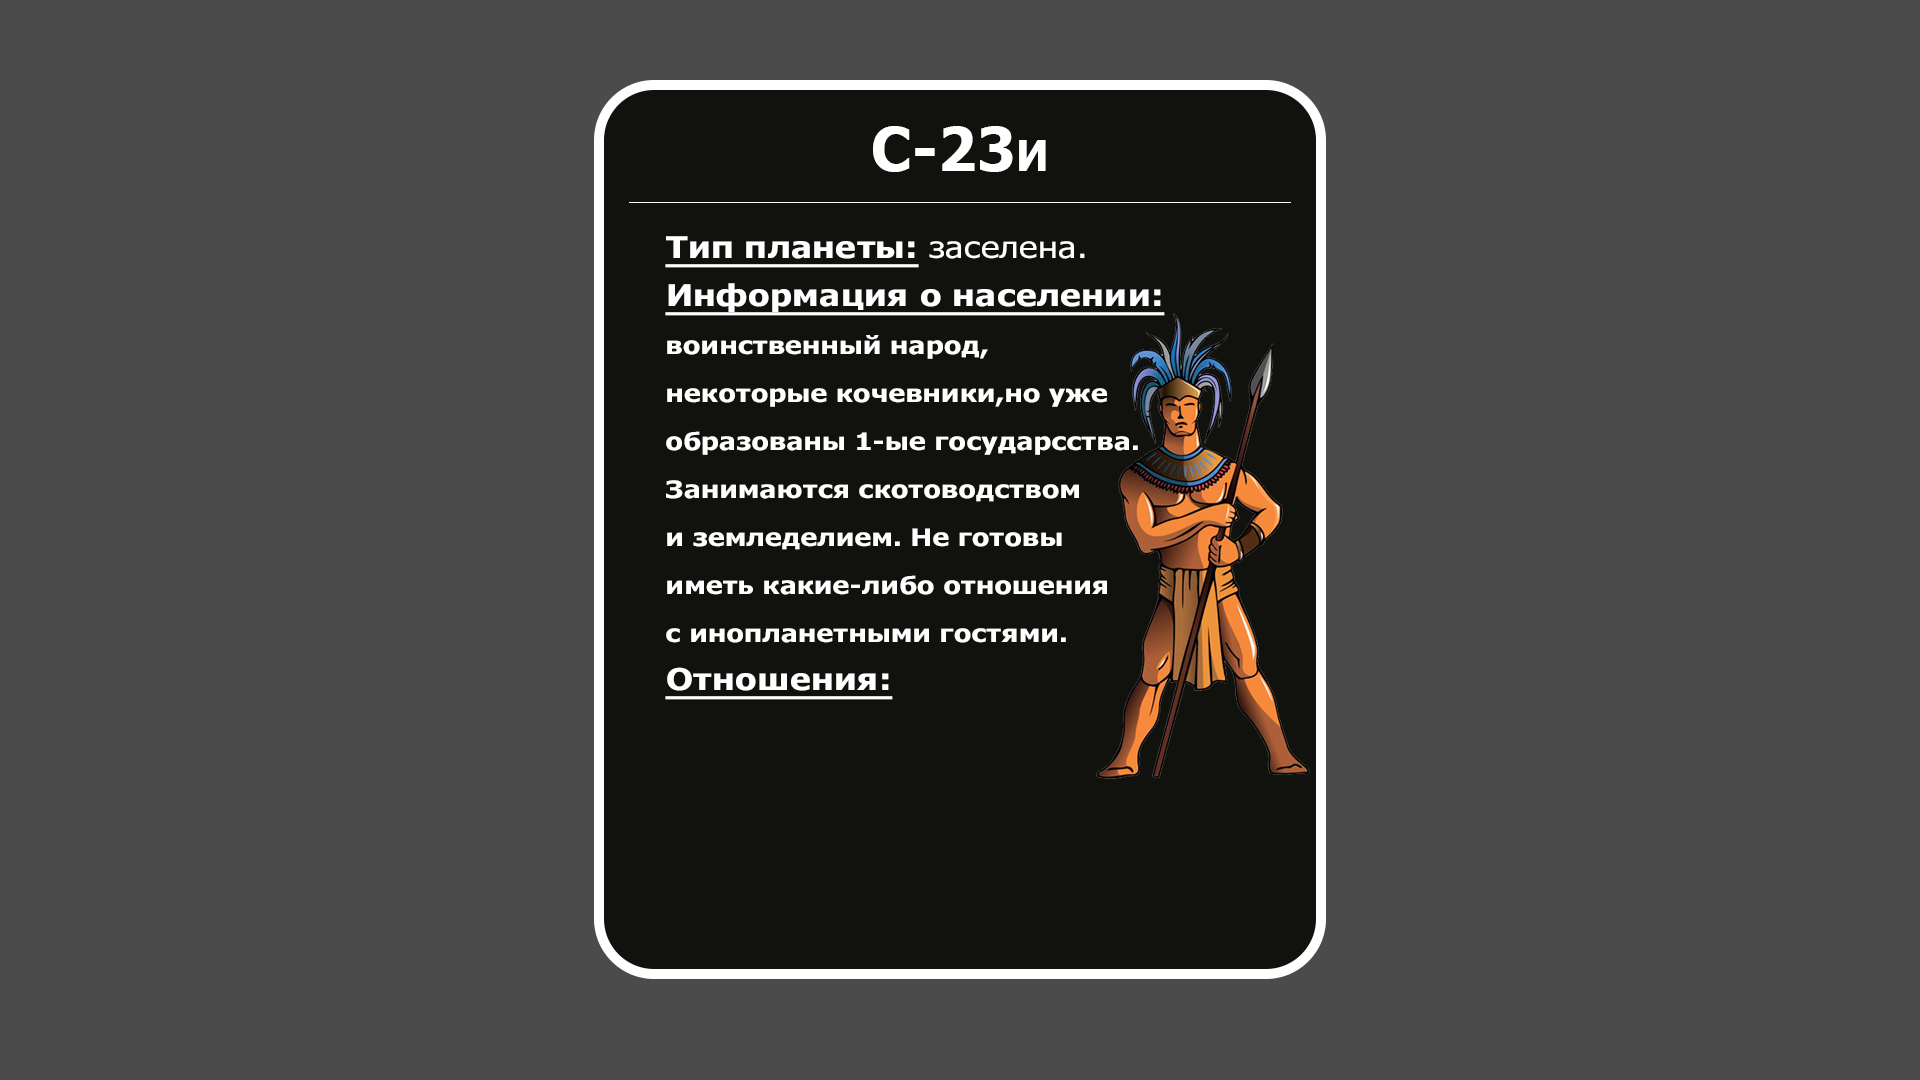 С-23и
Тип планеты: заселена.
Информация о населении:
воинственный народ,
некоторые кочевники,но уже
образованы 1-ые государсства.
Занимаются скотоводством
и земледелием. Не готовы
иметь какие-либо отношения
с инопланетными гостями.
Отношения: